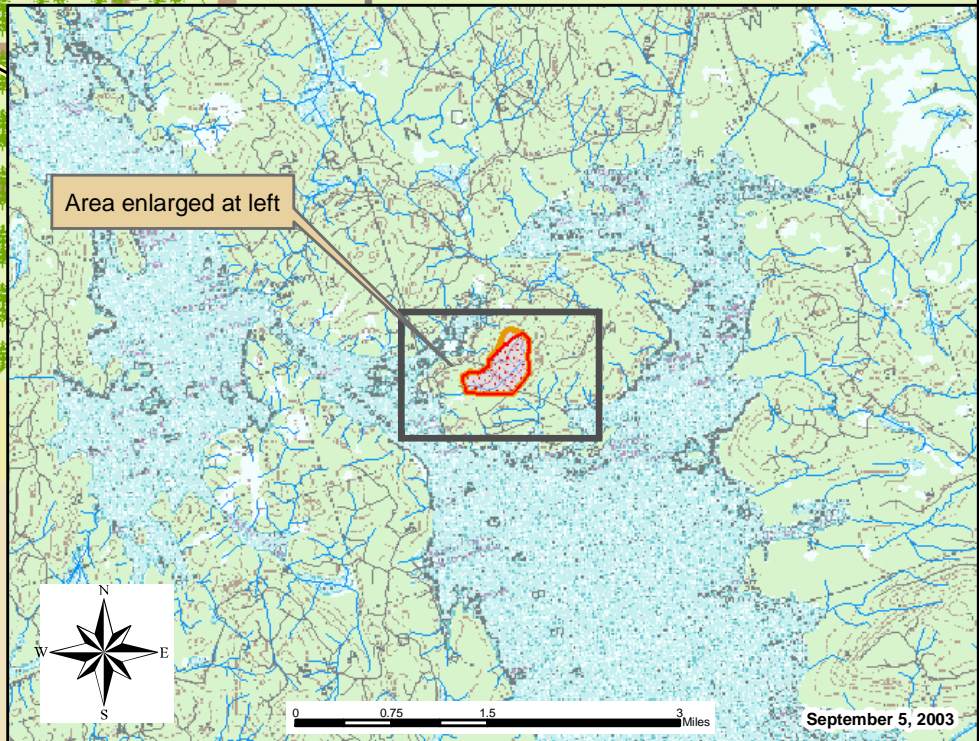 Area enlarged at left
N
W E
S
0 0.75 1.5 3
Miles
September 5, 2003